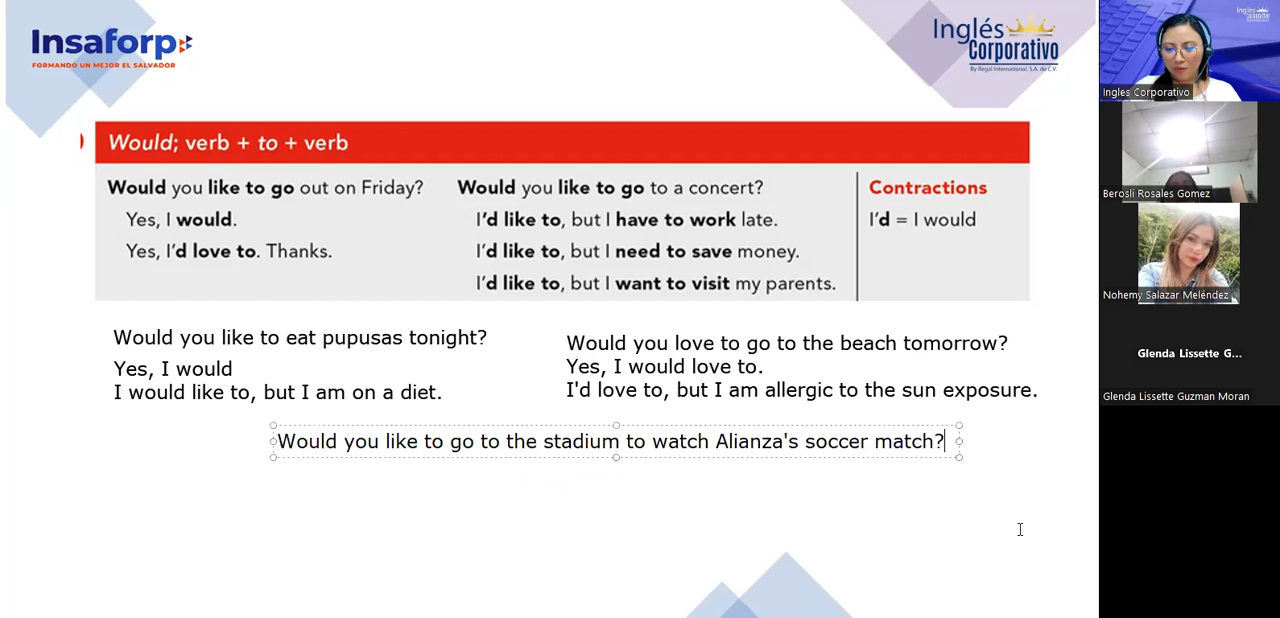 Insaforp
FORMANDO UN MEJOR EL SALVADOR
Inglés
Corporativo
By Regal International, S.A. de C.V.
Would; verb + to + verb
Would you like to go out on Friday?
Yes, I would.
Yes, I'd love to. Thanks.
Would you like to go to a concert?
I'd like to, but I have to work late.
I'd like to, but I need to save money.
I'd like to, but I want to visit my parents.
Contractions
I'd = I would
Would you like to eat pupusas tonight?
Yes, I would
I would like to, but I am on a diet.
Would you love to go to the beach tomorrow?
Yes, I would love to.
I'd love to, but I am allergic to the sun exposure.
Would you like to go to the stadium to watch Alianza's soccer match?
Ingles Corporativo
Berosli Rosales Gomez
Nohemy Salazar Meléndez
Glenda Lissette G...
Glenda Lissette Guzman Moran